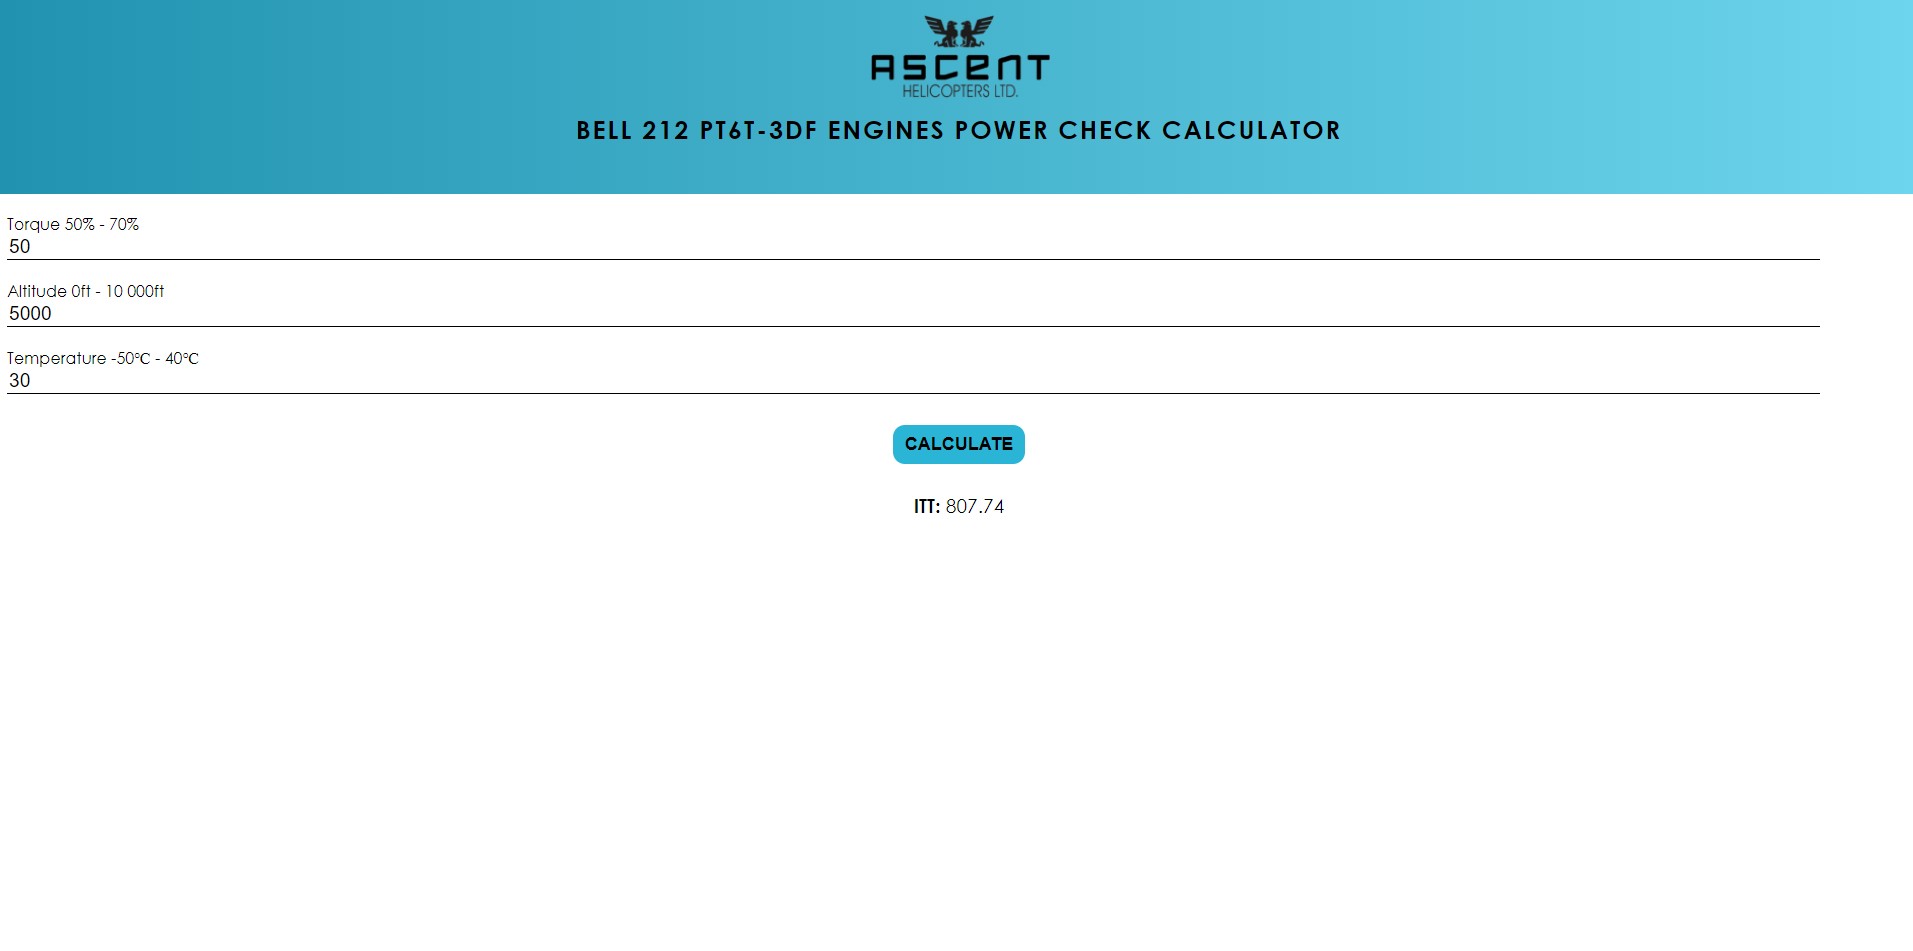 ASCENT
HELICOPTERS LTD.
BELL 212 PT6T-3DF ENGINES POWER CHECK CALCULATOR
Torque 50% - 70%
50
Altitude 0ft - 10 000ft
5000
Temperature -50°C - 40°C
30
CALCULATE
ITT: 807.74